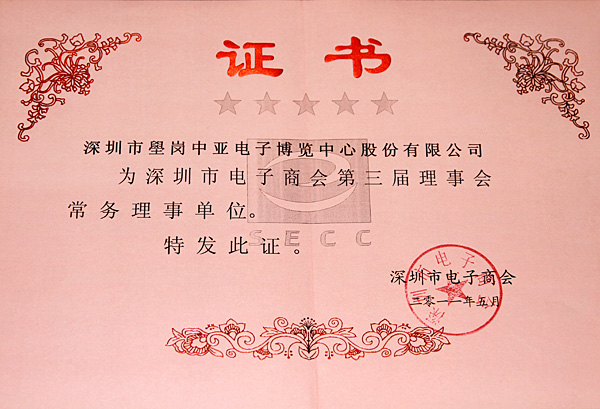 证书
深圳市壆岗中亚电子博览中心股份有限公司
为深圳市电子商会第三届理事会
常务理事单位。
特发此证。
SECC
深圳市电子商会
二零一一年五月